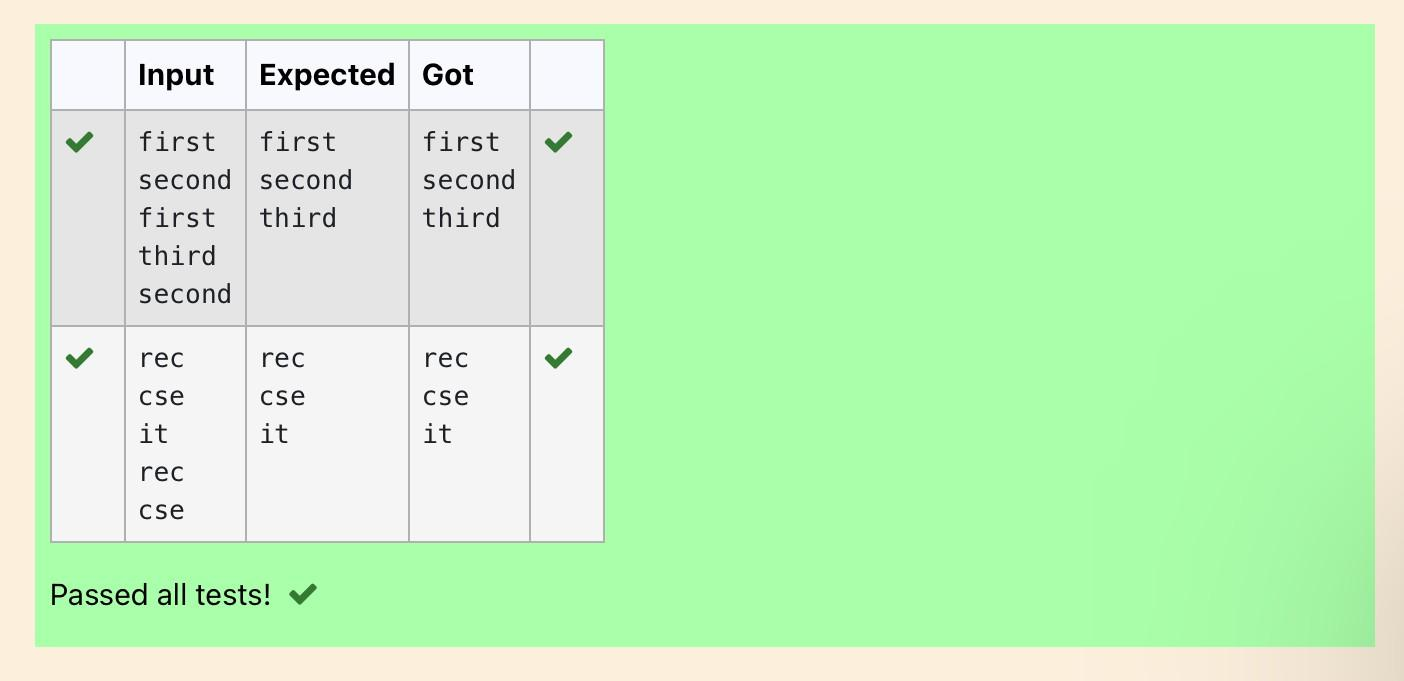 Input Expected Got
first first first
second second second
first third third
third
second
rec rec rec
cse cse cse
it it it
rec
cse
Passed all tests!